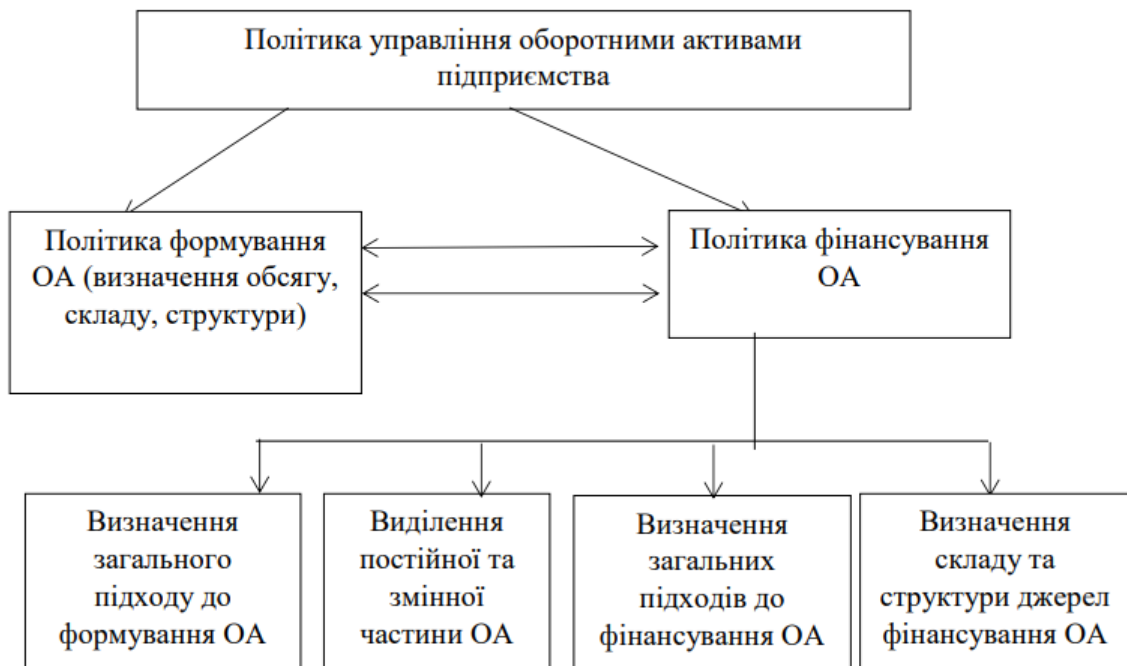 Політика управління оборотними активами
підприємства
Політика формування
ОА (визначення обсягу,
складу, структури)
Політика фінансування
ОА
Визначення
загального
підходу до
формування ОА
Виділення
постійної та
змінної
частини ОА
Визначення
загальних
підходів до
фінансування ОА
Визначення
складу та
структури джерел
фінансування ОА